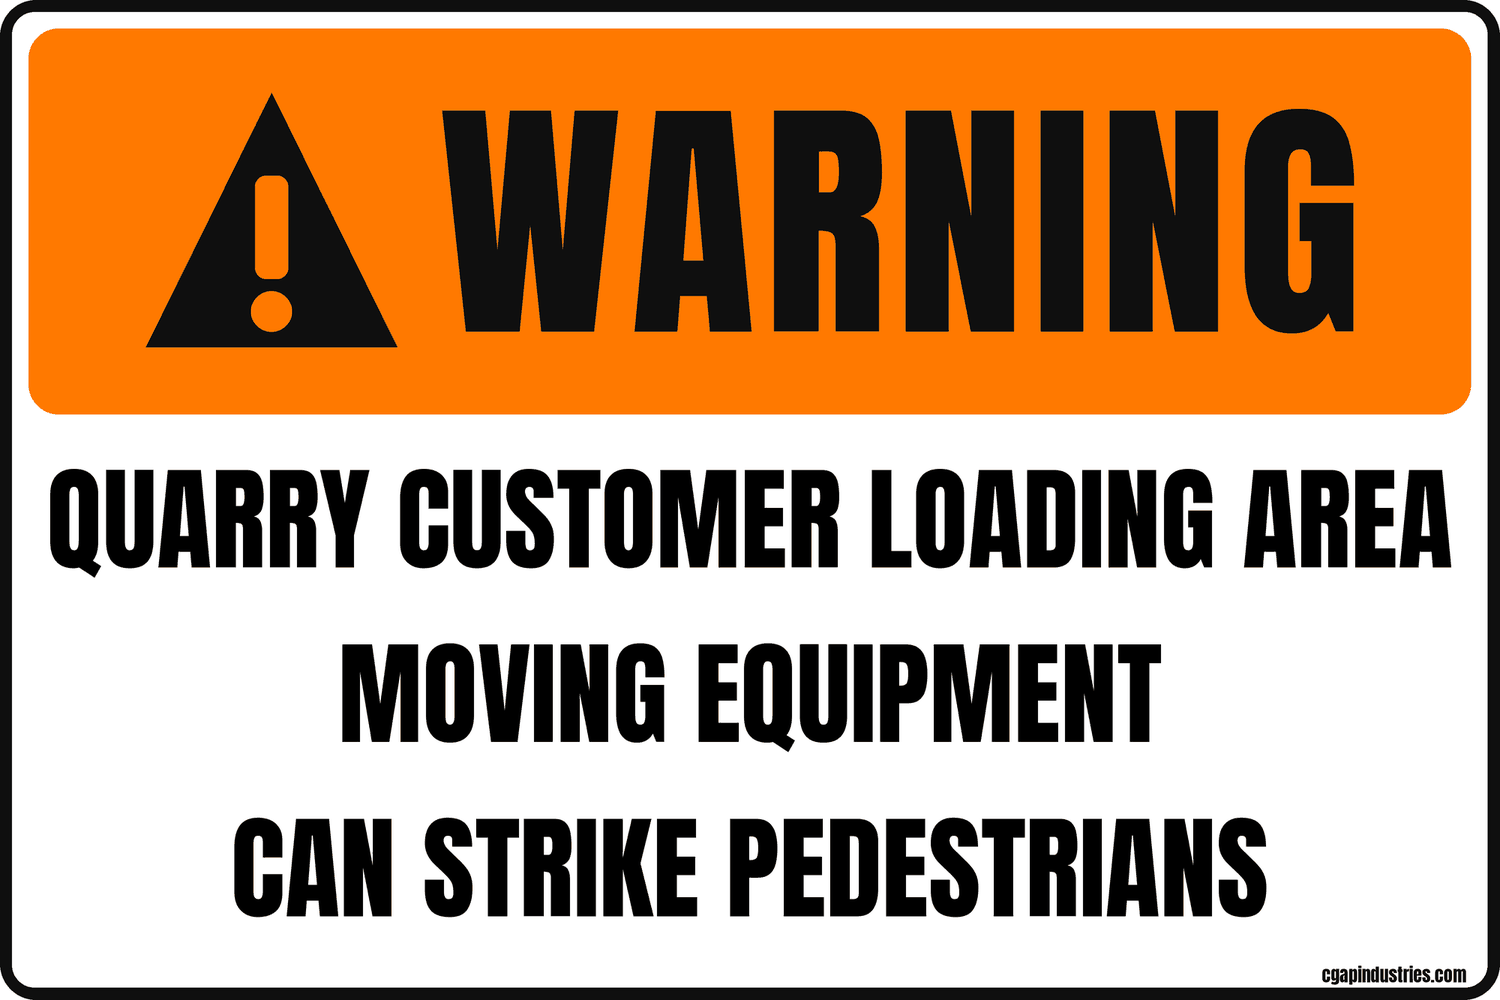 WARNING
QUARRY CUSTOMER LOADING AREA
MOVING EQUIPMENT
CAN STRIKE PEDESTRIANS
cgapindustries.com